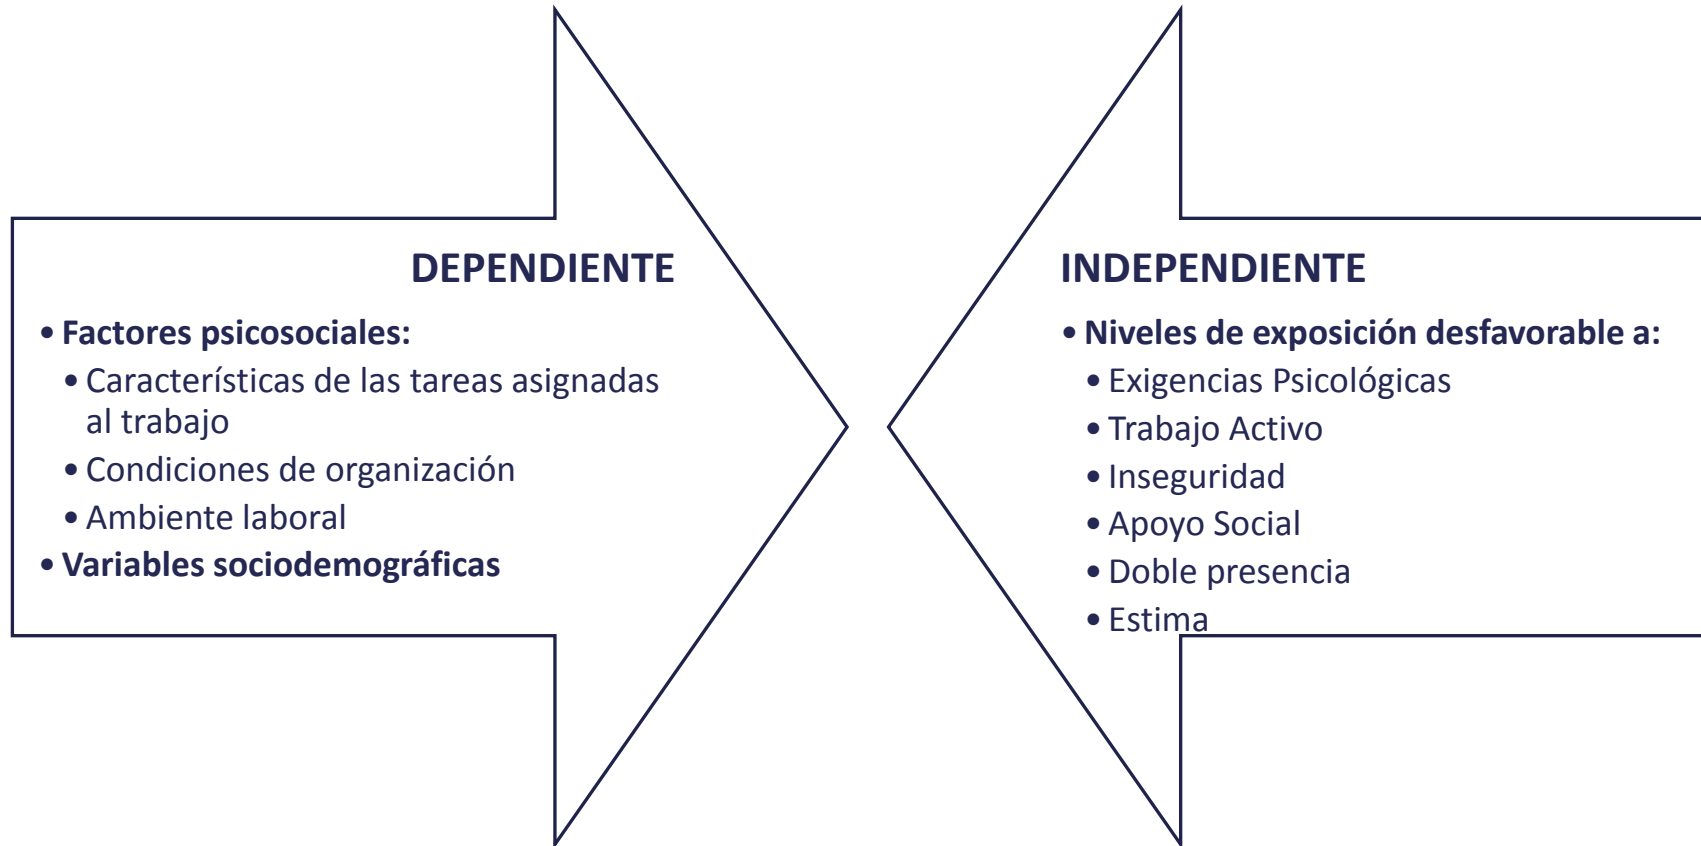 DEPENDIENTE
• Factores psicosociales:
• Características de las tareas asignadas
al trabajo
• Condiciones de organización
• Ambiente laboral
• Variables sociodemográficas
INDEPENDIENTE
• Niveles de exposición desfavorable a:
• Exigencias Psicológicas
• Trabajo Activo
• Inseguridad
• Apoyo Social
• Doble presencia
• Estima